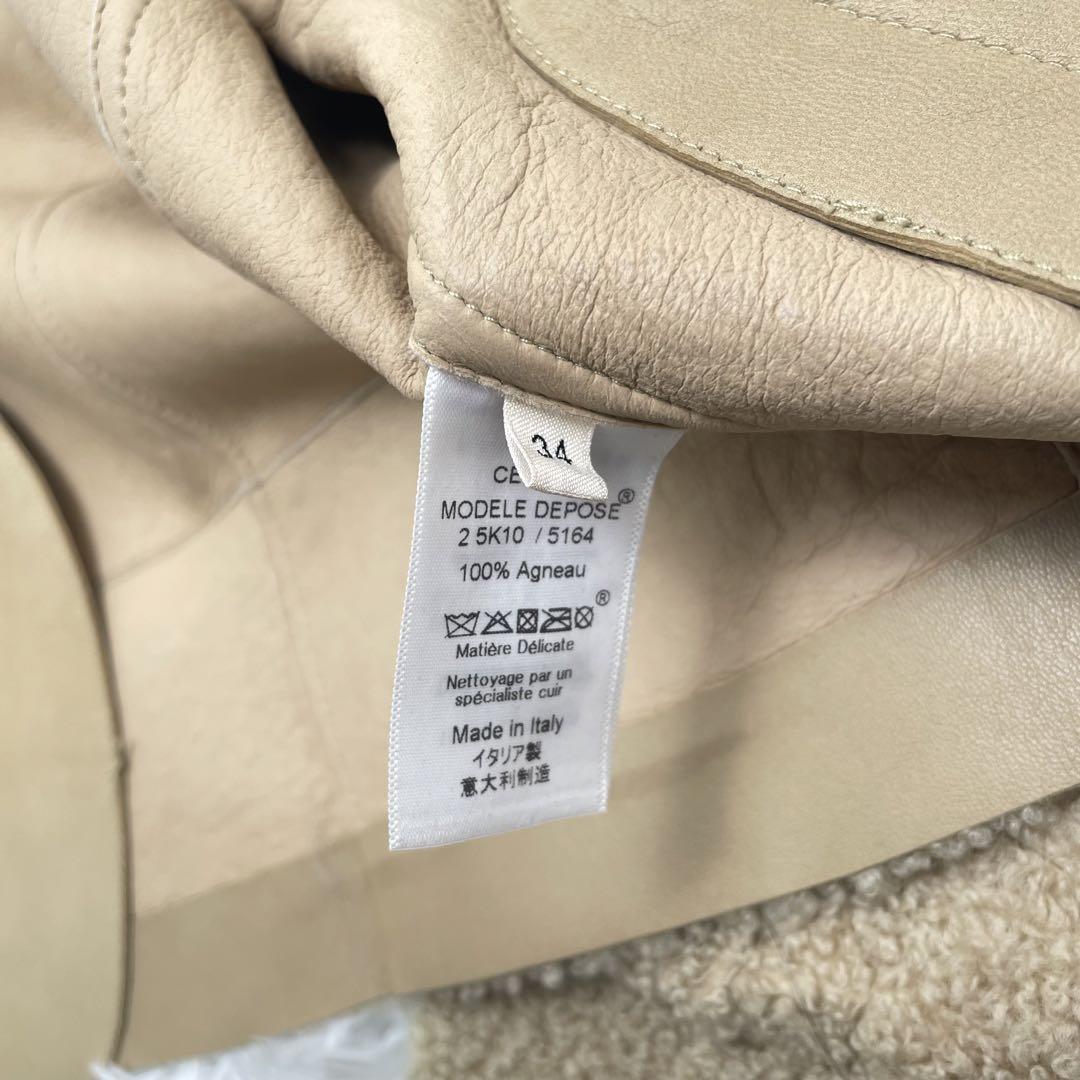 34
MODELE DEPOSE®
2 5K10 / 5164
100% Agneau
®
Matière Délicate
Nettoyage par un
spécialiste cuir
Made in Italy
イタリア製
意大利制造